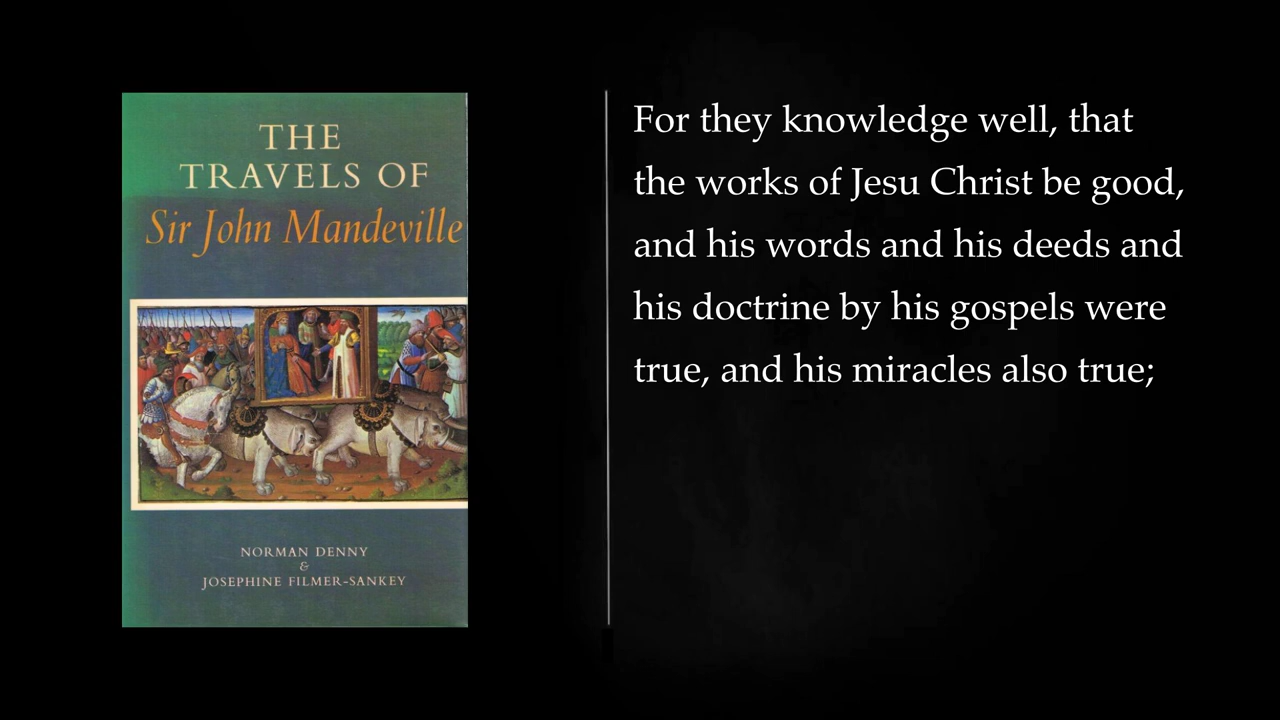 THE
TRAVELS OF
Sir John Mandeville
NORMAN DENNY
&
JOSEPHINE FILMER-SANKEY
For they knowledge well, that
the works of Jesu Christ be good,
and his words and his deeds and
his doctrine by his gospels were
true, and his miracles also true;